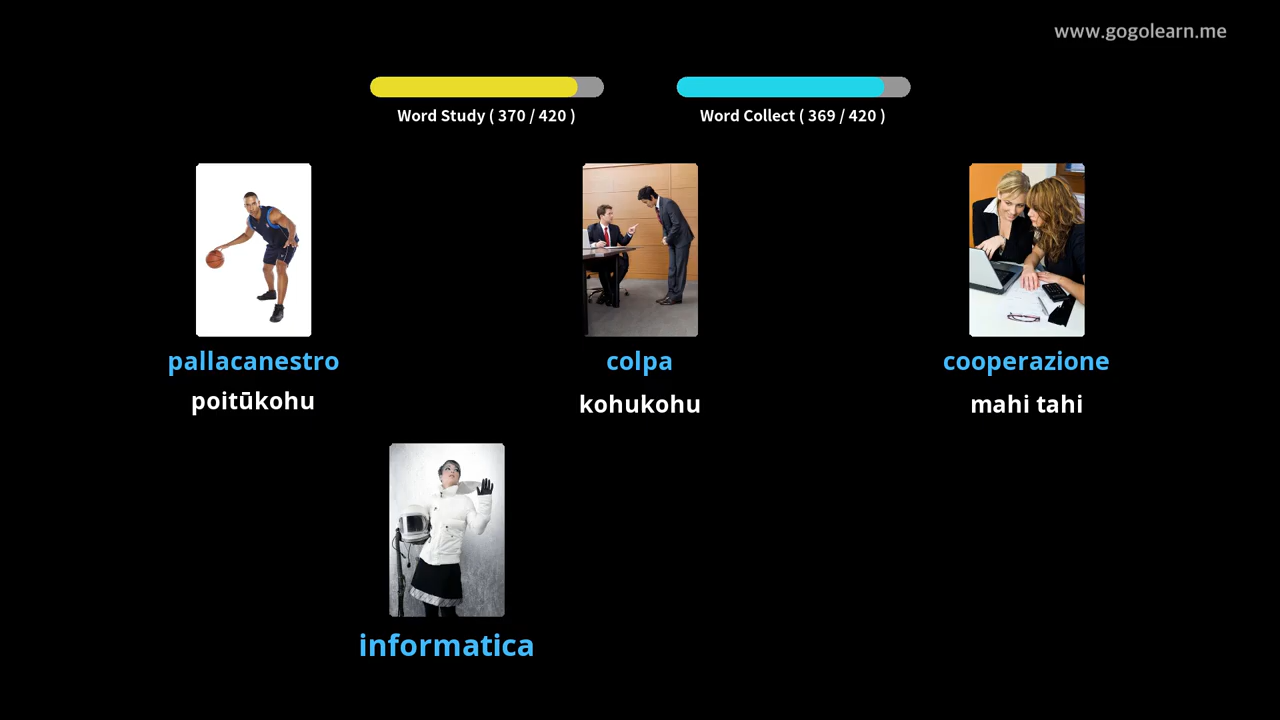 www.gogolearn.me
Word Study ( 370 / 420 )
Word Collect ( 369 / 420 )
pallacanestro
colpa
cooperazione
poitūkohu
kohukohu
mahi tahi
informatica